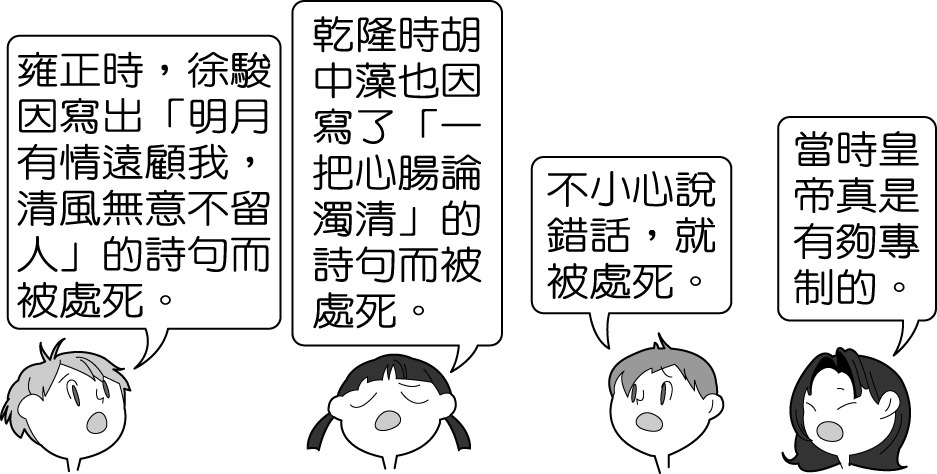 雍正時，徐駿
因寫出「明月
有情遠顧我，
清風無意不留
人」的詩句而
被處死。
乾隆時胡
中藻也因
寫了「一
把心腸論
濁清」的
詩句而被
處死。
不小心說
錯話，就
被處死。
當時皇
帝真是
有夠專
制的。